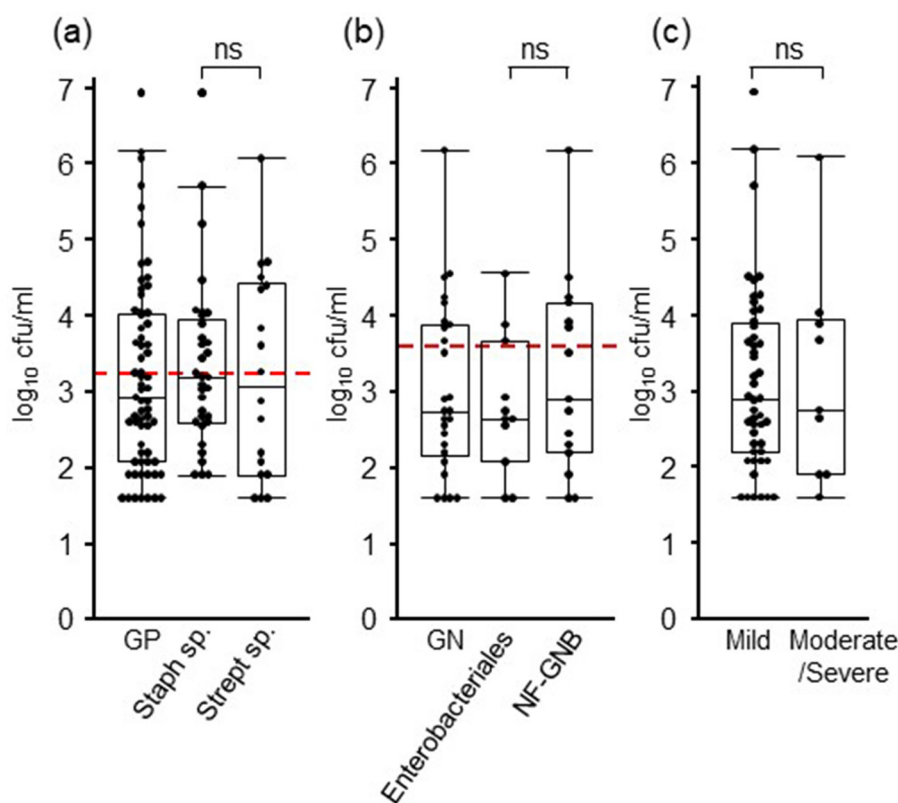 (a)
ns
log10 cfu/ml
7
6
5
4
3
2
1
0
GP
Staph sp.
Strept sp.
(b)
ns
log10 cfu/ml
7
6
5
4
3
2
1
0
GN
Enterobacteriales
NF-GNB
(c)
ns
log10 cfu/ml
7
6
5
4
3
2
1
0
Mild
Moderate
/Severe